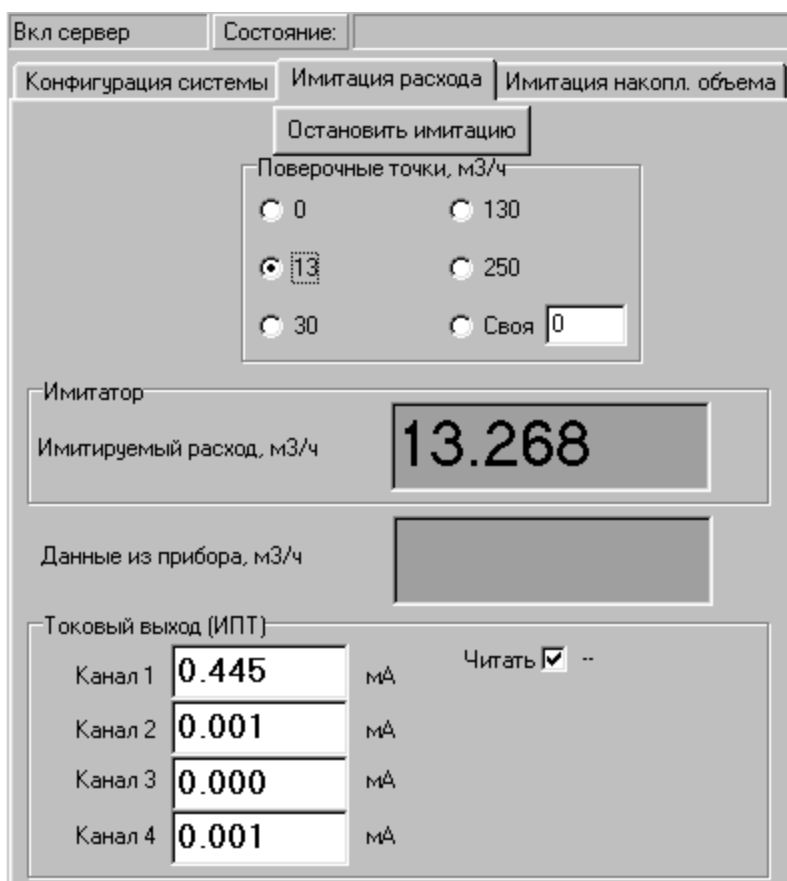 Вкл сервер Состояние:
Конфигурация системы Имитация расхода Имитация накопл. объема
Остановить имитацию
Поверочные точки, м3/ч
0 130
13 250
30 Своя 0
Имитатор
Имитируемый расход, м3/ч 13.268
Данные из прибора, м3/ч
Токовый выход (ИПТ)
Канал 1 0.445 мА Читать --
Канал 2 0.001 мА
Канал 3 0.000 мА
Канал 4 0.001 мА